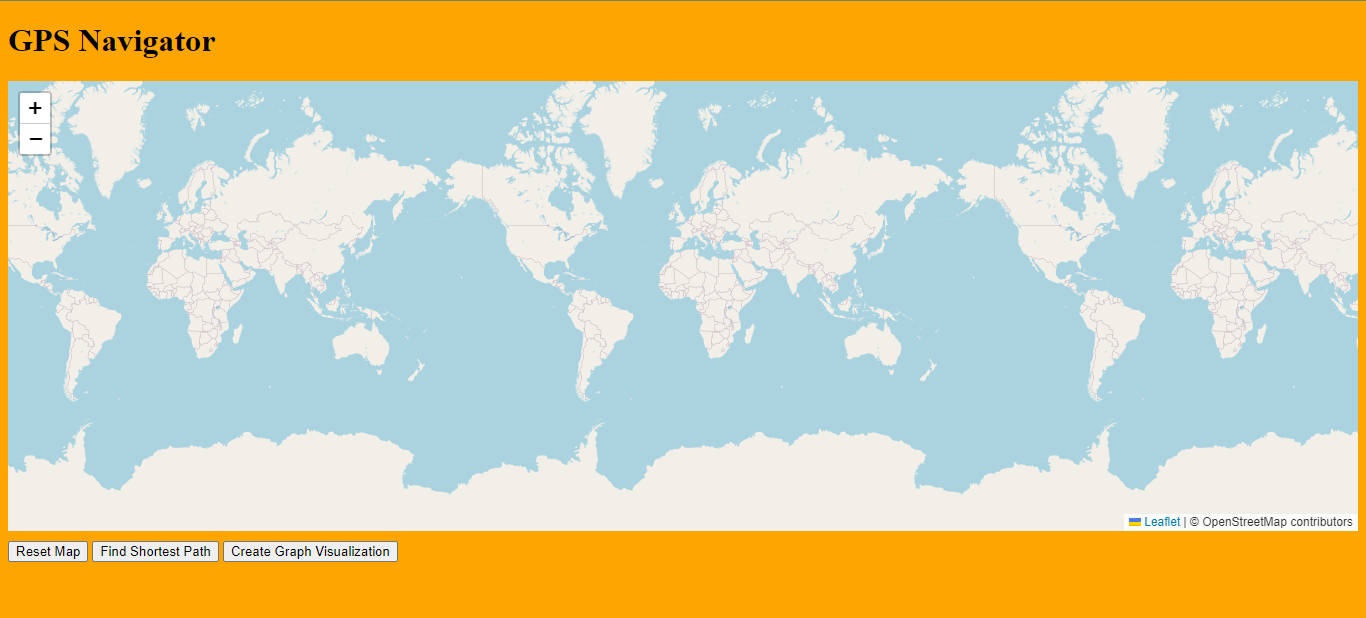 GPS Navigator
+
−
Leaflet | © OpenStreetMap contributors
Reset Map Find Shortest Path Create Graph Visualization